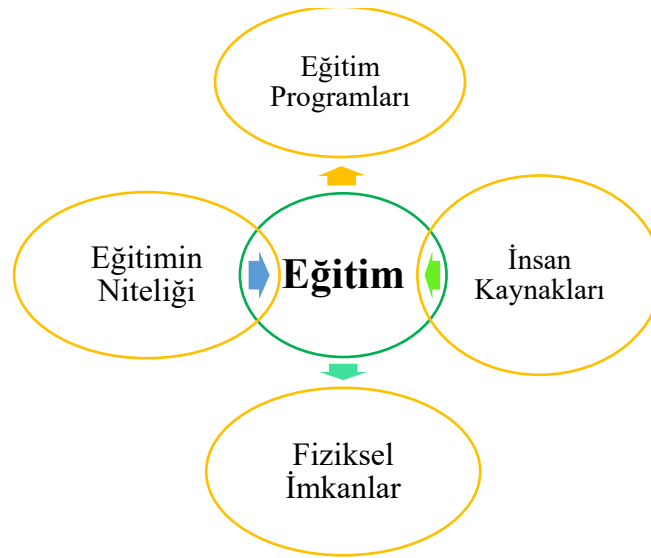 Eğitim
Programları
Eğitimin
Niteliği
Eğitim
İnsan
Kaynakları
Fiziksel
İmkanlar